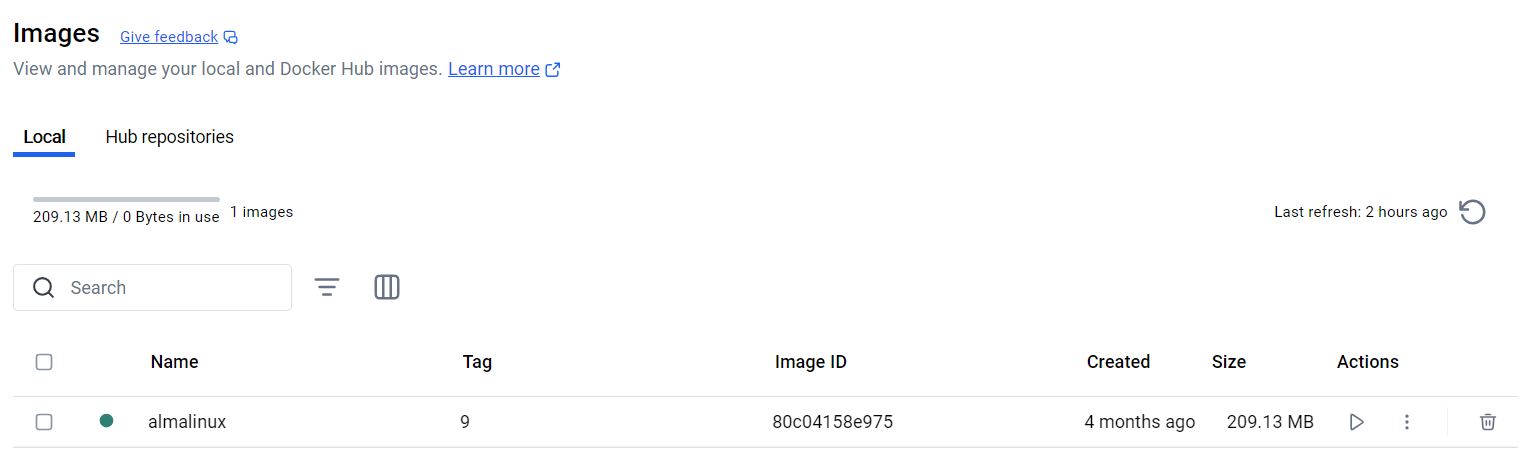 Images Give feedback
View and manage your local and Docker Hub images. Learn more
Local Hub repositories
209.13 MB / 0 Bytes in use 1 images Last refresh: 2 hours ago
Search
Name Tag Image ID Created Size Actions
almalinux 9 80c04158e975 4 months ago 209.13 MB